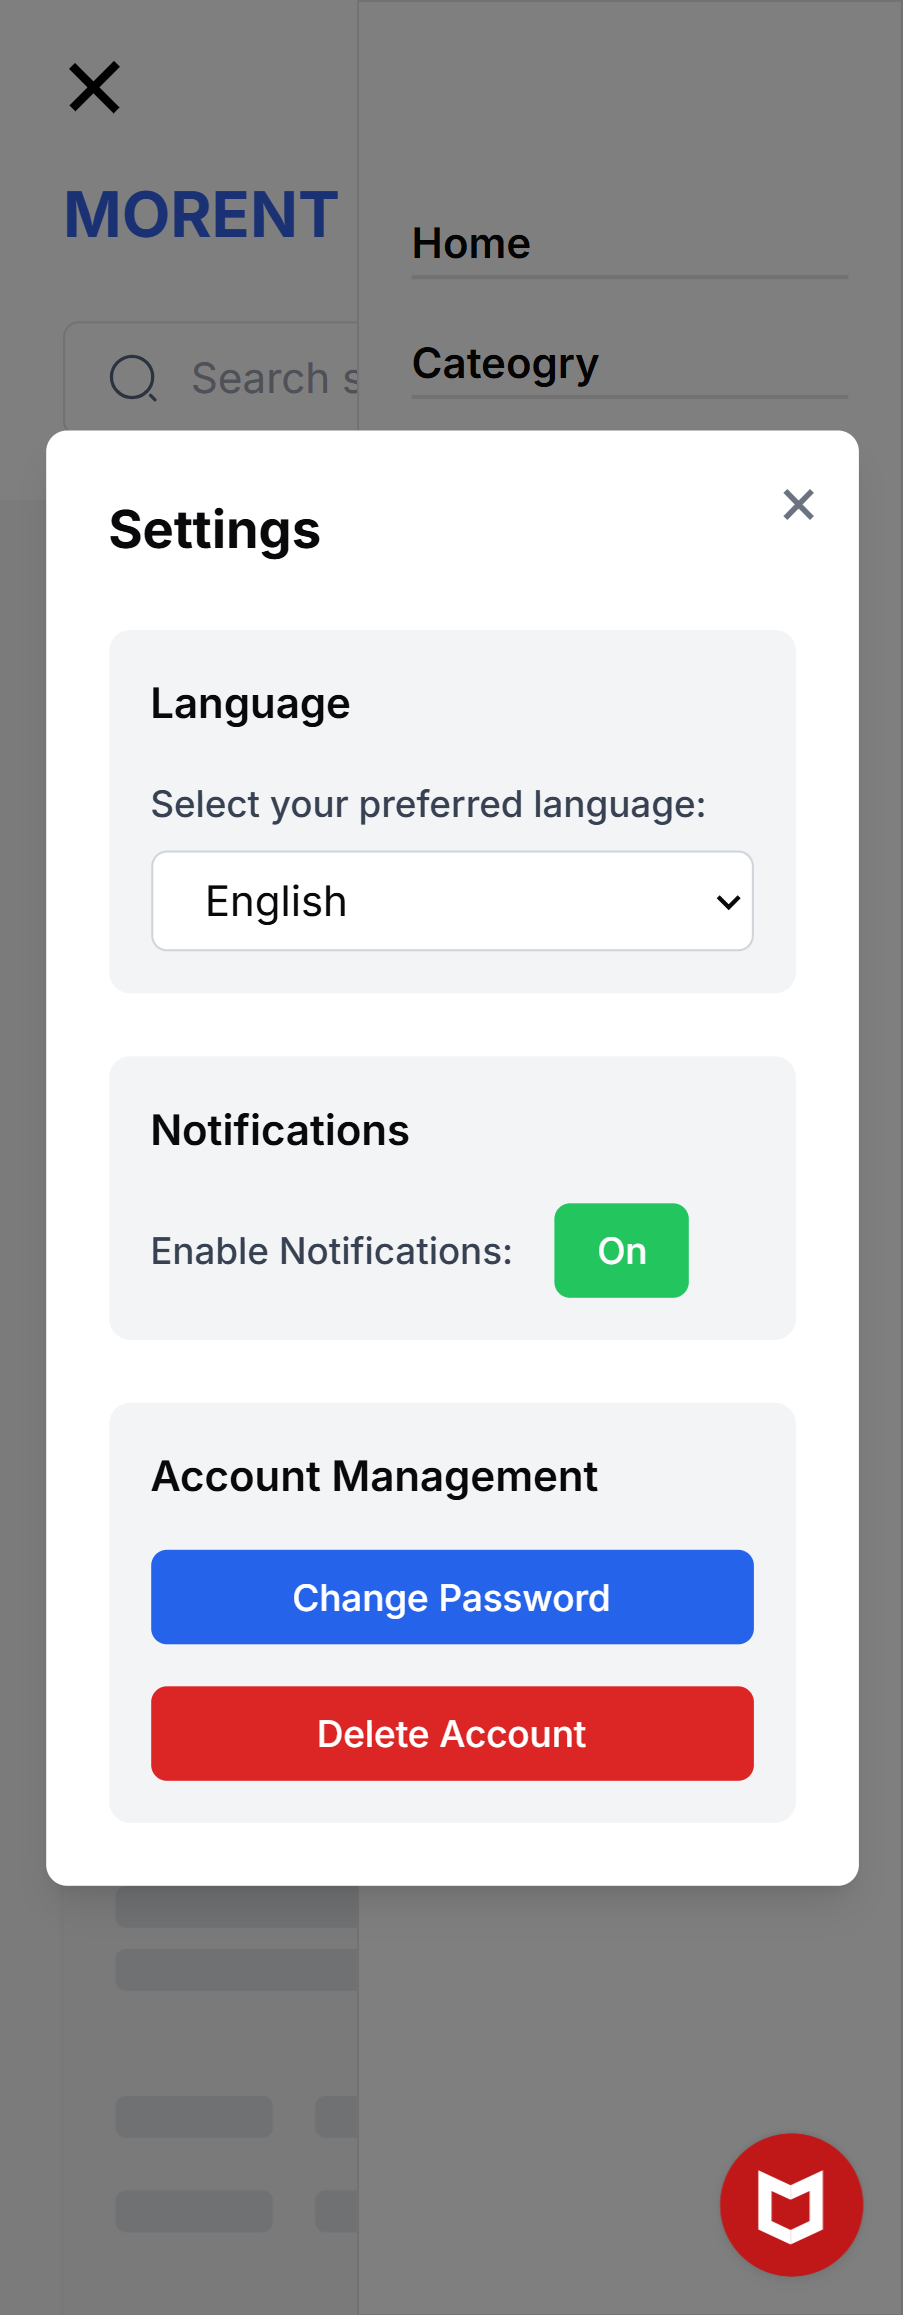 MORENT
Search s
Home
Cateogry
Settings
Language
Select your preferred language:
English
Notifications
Enable Notifications:
On
Account Management
Change Password
Delete Account